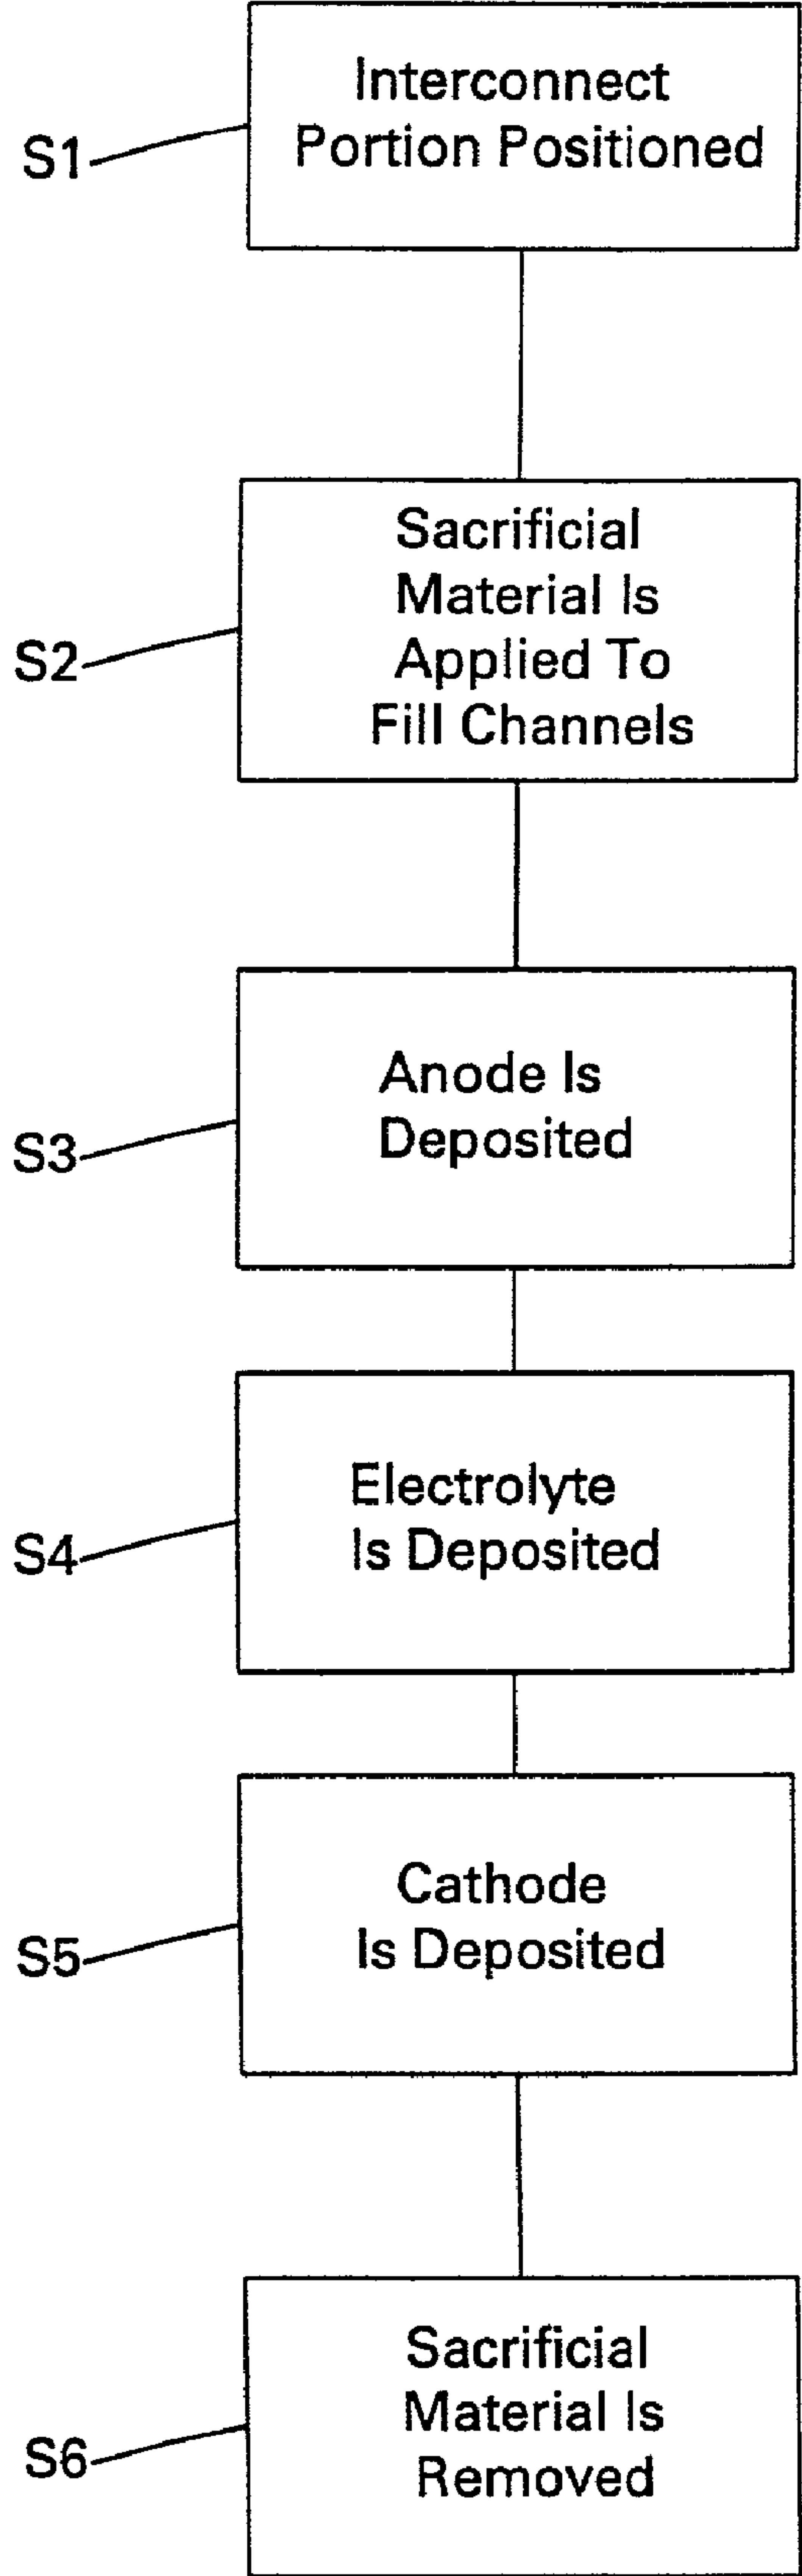 Interconnect
Portion Positioned
S1
Sacrificial
Material Is
Applied To
Fill Channels
S2
Anode Is
Deposited
S3
Electrolyte
Is Deposited
S4
Cathode
Is Deposited
S5
Sacrificial
Material Is
Removed
S6